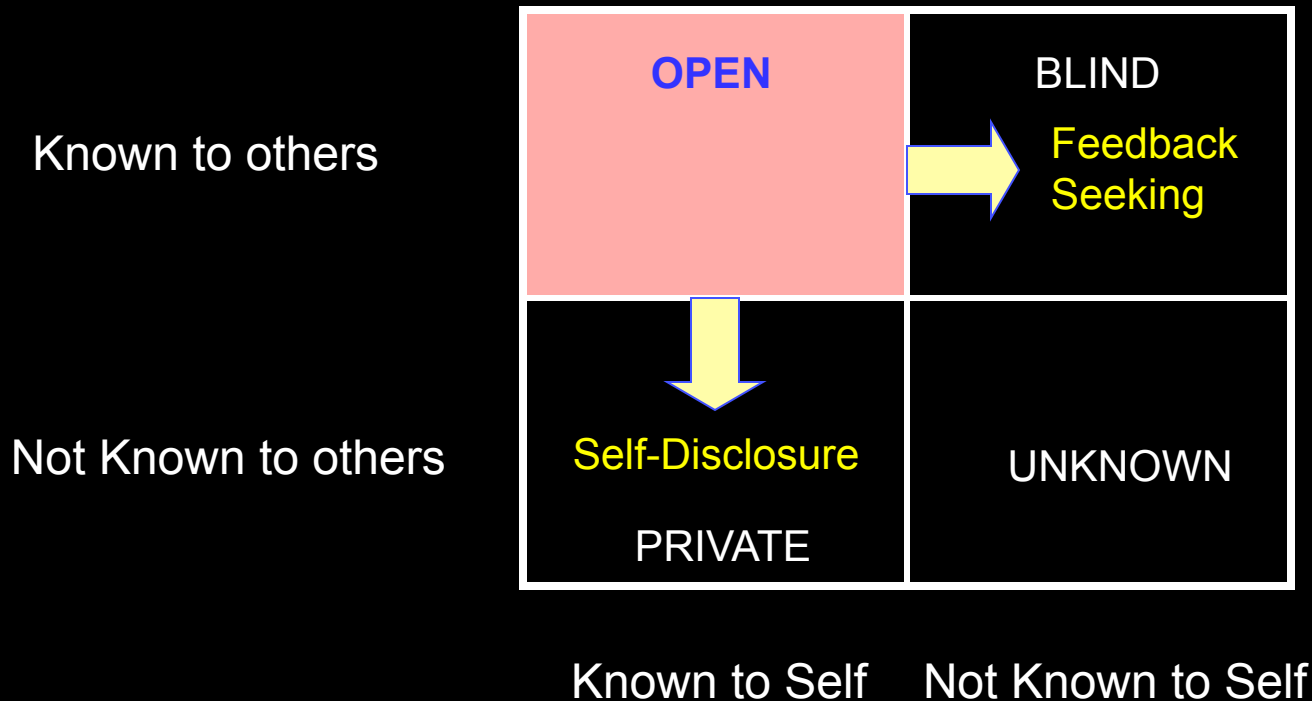 OPEN
BLIND
Known to others
Feedback
Seeking
Not Known to others
Self-Disclosure
UNKNOWN
PRIVATE
Known to Self
Not Known to Self